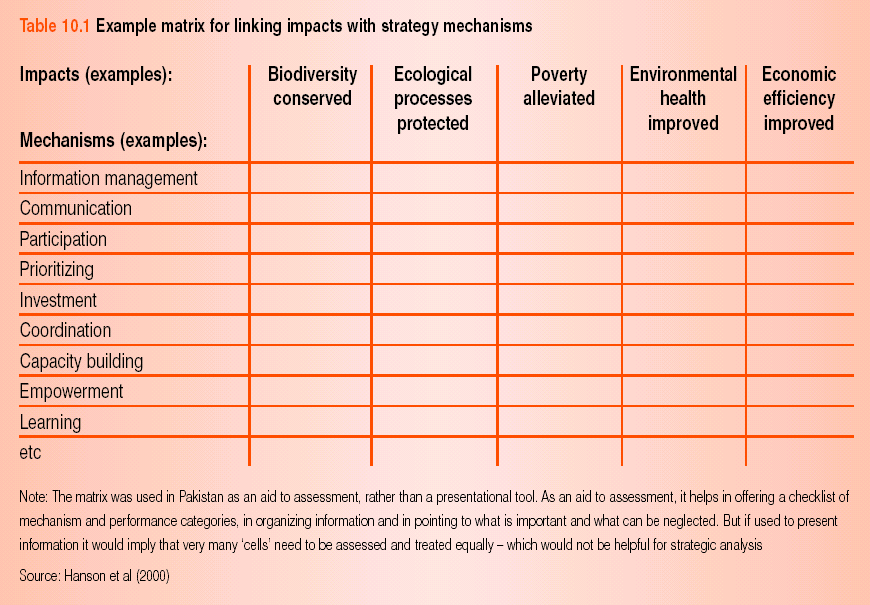 Table 10.1 Example matrix for linking impacts with strategy mechanisms
Impacts (examples):
Biodiversity
conserved
Ecological
processes
protected
Poverty
alleviated
Environmental
health
improved
Economic
efficiency
improved
Mechanisms (examples):
Information management
Communication
Participation
Prioritizing
Investment
Coordination
Capacity building
Empowerment
Learning
etc
Note: The matrix was used in Pakistan as an aid to assessment, rather than a presentational tool. As an aid to assessment, it helps in offering a checklist of
mechanism and performance categories, in organizing information and in pointing to what is important and what can be neglected. But if used to present
information it would imply that very many ‘cells’ need to be assessed and treated equally – which would not be helpful for strategic analysis
Source: Hanson et al (2000)